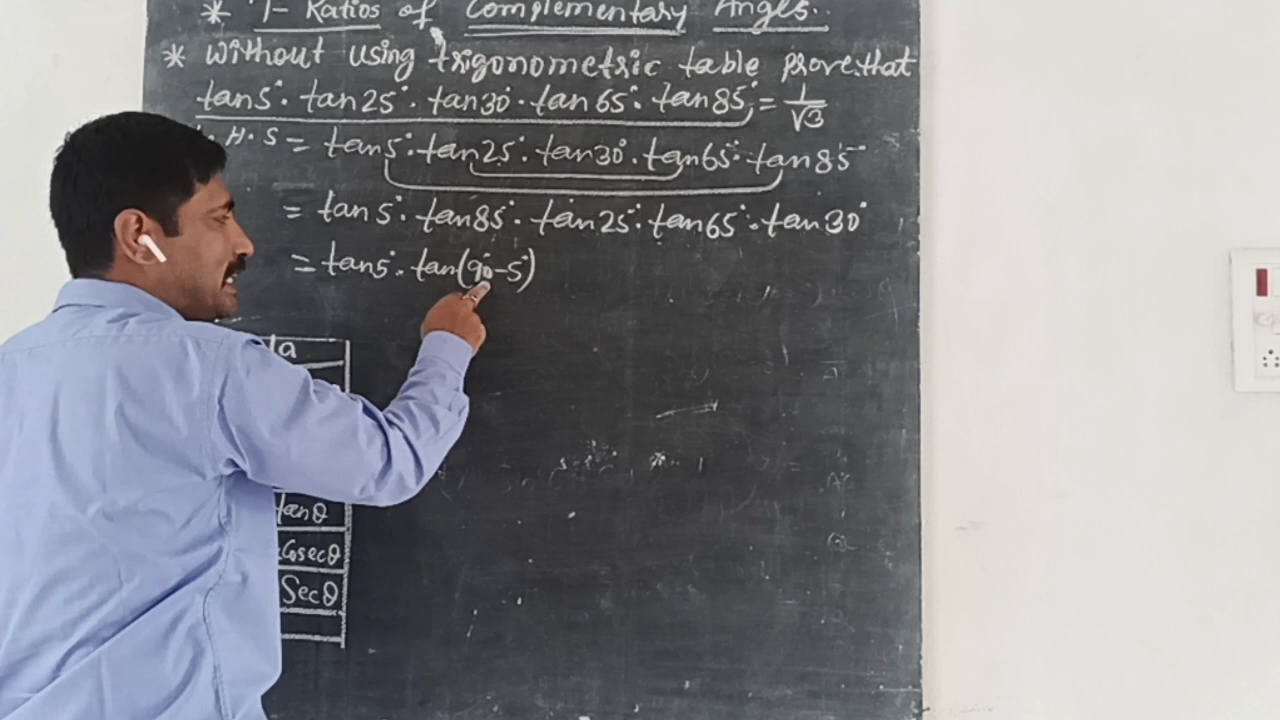 * T- Ratios of Complementary Angles.
* without using trigonometric table prove that
tan5°. tan25°. tan30°. tan65°. tan85° = 1/√3
H.S = tan5°. tan25°. tan30°. tan65°. tan85°
= tan5°. tan85°. tan25°. tan65°. tan30°
= tan5°. tan(90°-5°)
la
tanθ
Cosecθ
Secθ